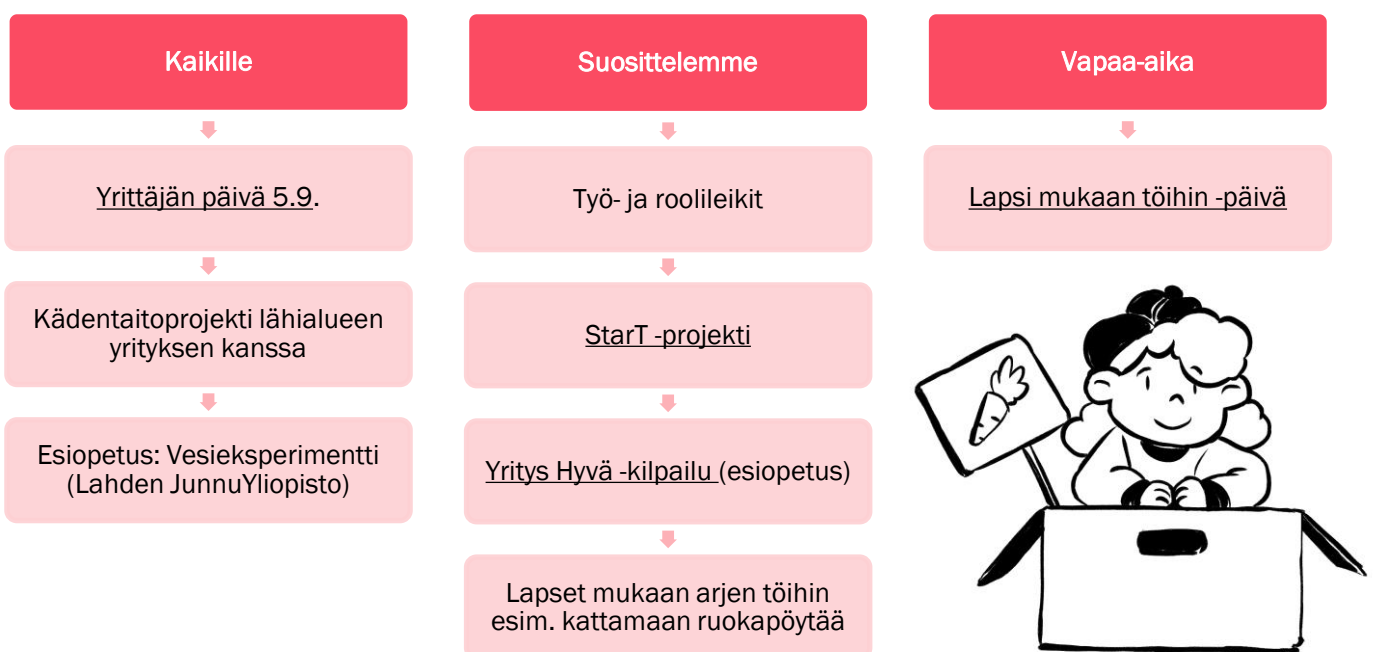 Kaikille
Yrittäjän päivä 5.9.
Kädentaitoprojekti lähialueen
yrityksen kanssa
Esiopetus: Vesieksperimentti
(Lahden JunnuYliopisto)
Suosittelemme
Työ- ja roolileikit
StarT -projekti
Yritys Hyvä -kilpailu (esiopetus)
Lapset mukaan arjen töihin
esim. kattamaan ruokapöytää
Vapaa-aika
Lapsi mukaan töihin -päivä